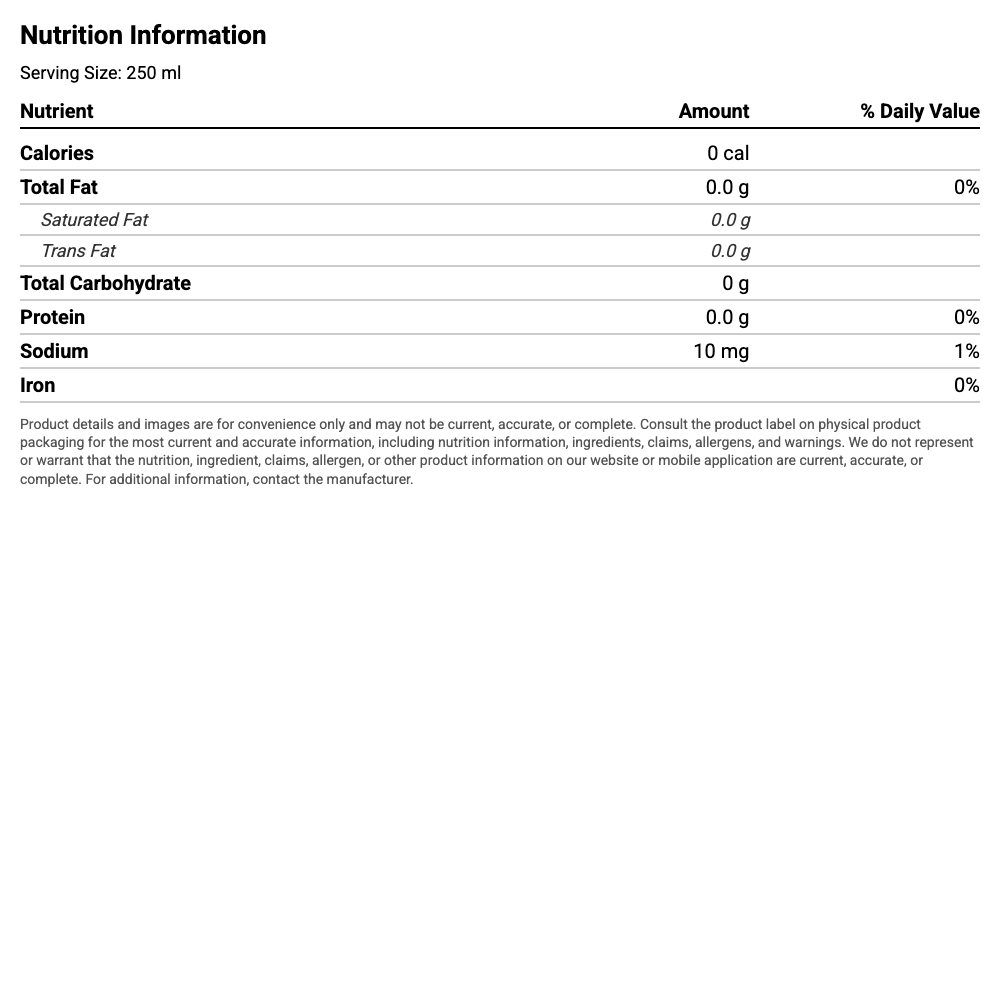 Nutrition Information
Serving Size: 250 ml
Nutrient Amount % Daily Value
Calories 0 cal
Total Fat 0.0 g 0%
Saturated Fat 0.0 g
Trans Fat 0.0 g
Total Carbohydrate 0 g
Protein 0.0 g 0%
Sodium 10 mg 1%
Iron 0%
Product details and images are for convenience only and may not be current, accurate, or complete. Consult the product label on physical product
packaging for the most current and accurate information, including nutrition information, ingredients, claims, allergens, and warnings. We do not represent
or warrant that the nutrition, ingredient, claims, allergen, or other product information on our website or mobile application are current, accurate, or
complete. For additional information, contact the manufacturer.